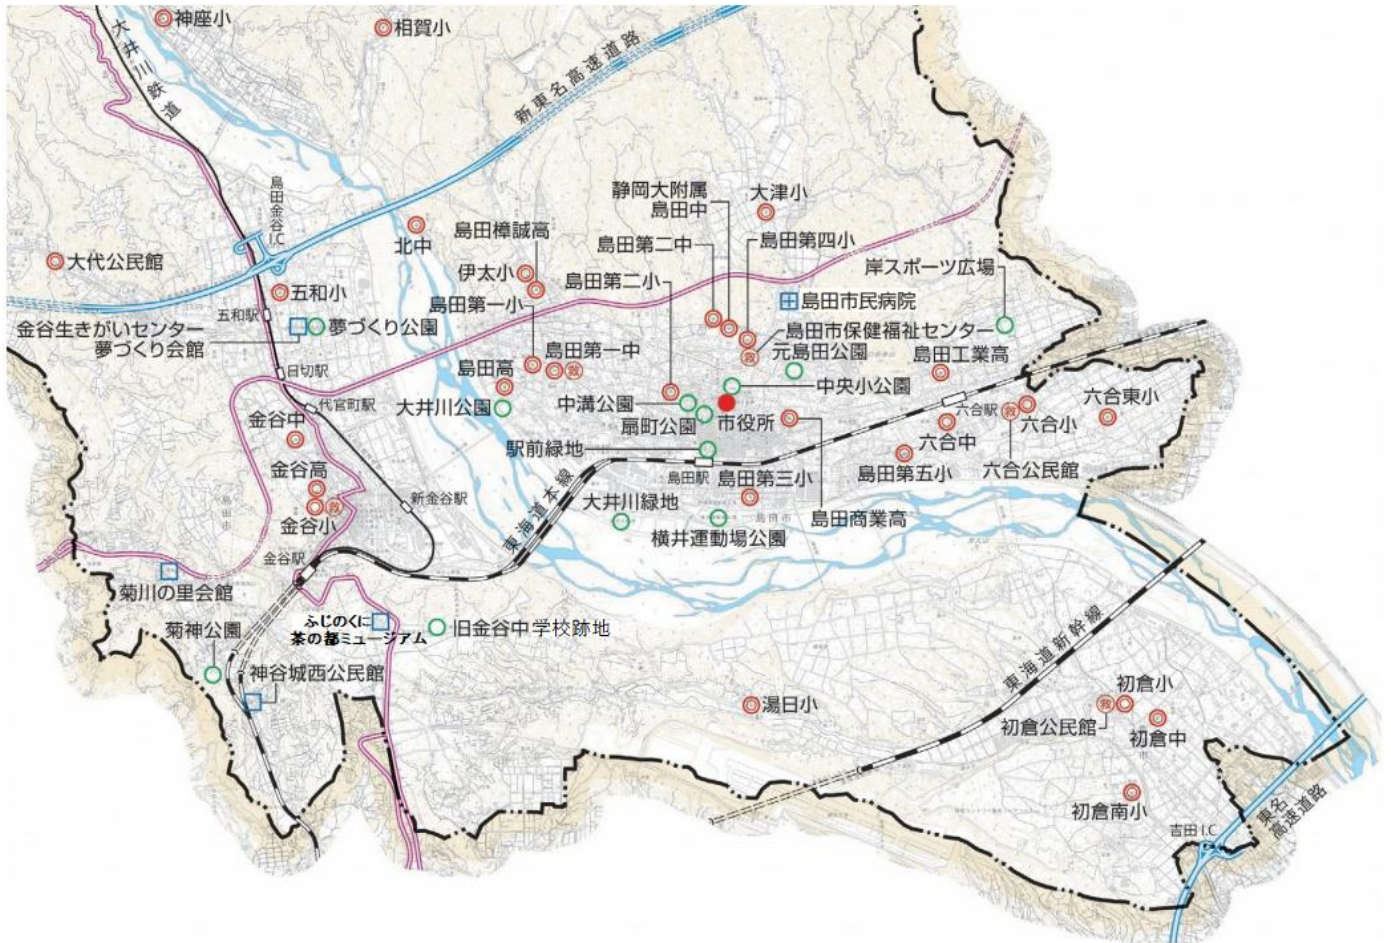 神座小
相賀小
大井川鉄道
新東名高速道路
島田金谷I.C
静岡大附属
島田中
大津小
北中
島田樟誠高
島田第二中
島田第四小
大代公民館
伊太小
島田第二小
岸スポーツ広場
五和小
島田第一小
島田市民病院
五和駅
金谷生きがいセンター
夢づくり会館
夢づくり公園
島田市保健福祉センター
救
元島田公園
島田第一中
救
島田高
島田工業高
日切駅
中央小公園
代官町駅
大井川公園
中溝公園
扇町公園
市役所
六合駅
救
六合小
六合東小
金谷中
六合中
六合公民館
駅前緑地
島田駅
島田第三小
島田第五小
金谷高
新金谷駅
東海道本線
大井川緑地
島田市
島田商業高
救
金谷小
島田市
横井運動場公園
金谷駅
菊川の里会館
ふじのくに
茶の都ミュージアム
旧金谷中学校跡地
菊神公園
神谷城西公民館
東海道新幹線
湯日小
初倉小
救
初倉公民館
初倉中
初倉南小
吉田I.C
東名
高速道路